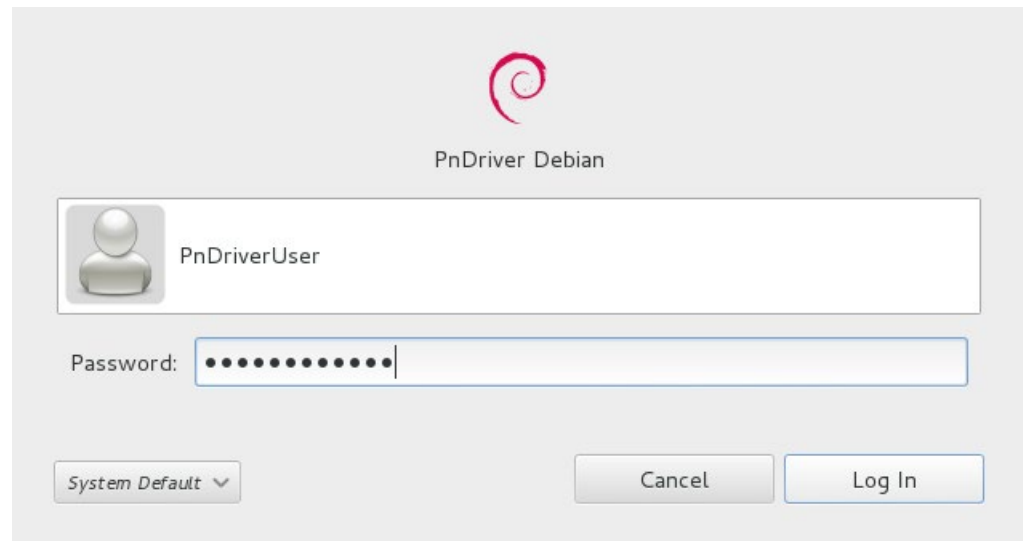 PnDriver Debian
PnDriverUser
Password: ••••••••••••
System Default
Cancel
Log In